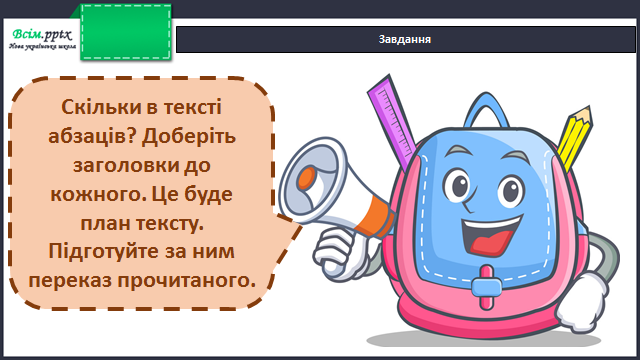 Всім.pptx
Нова українська школа
Завдання
Скільки в тексті
абзаців? Доберіть
заголовки до
кожного. Це буде
план тексту.
Підготуйте за ним
переказ прочитаного.